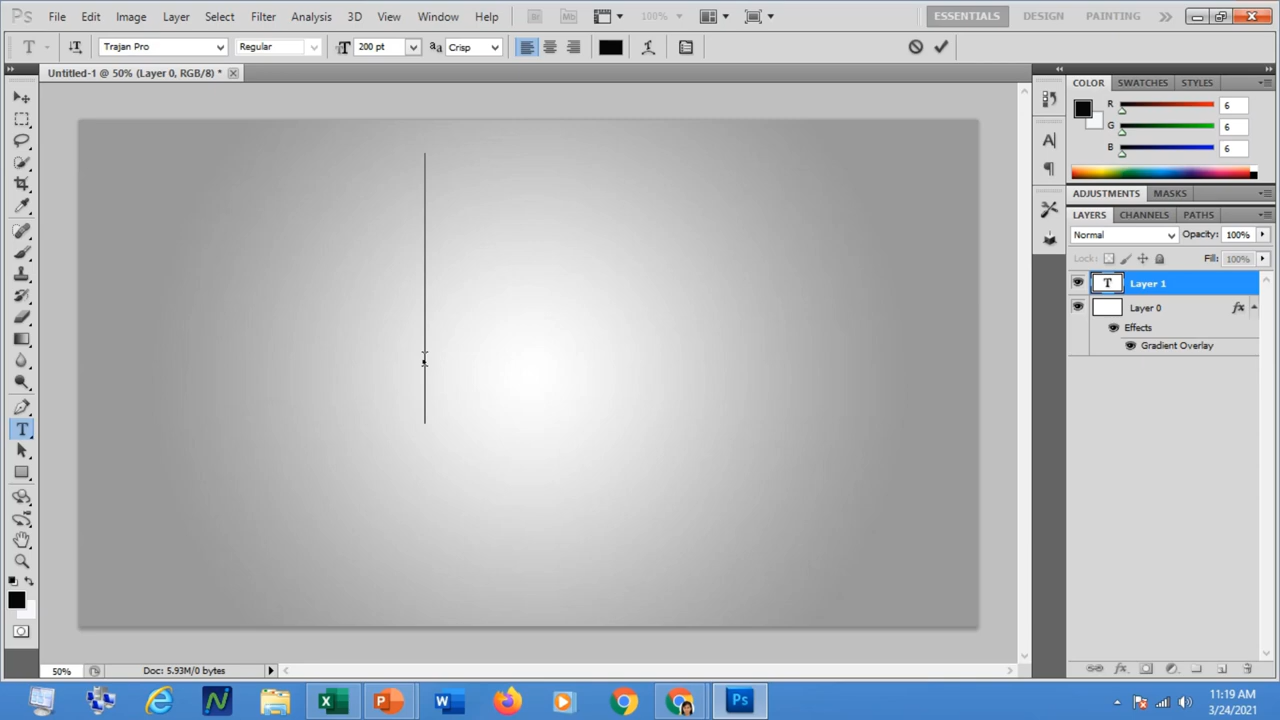 Ps File Edit Image Layer Select Filter Analysis 3D View Window Help Br Mb 100% ESSENTIALS DESIGN PAINTING
T Trajan Pro Regular T 200 pt aa Crisp
Untitled-1 @ 50% (Layer 0, RGB/8) *
COLOR SWATCHES STYLES
R 6
G 6
B 6
ADJUSTMENTS MASKS
LAYERS CHANNELS PATHS
Normal Opacity: 100%
Lock: Fill: 100%
T Layer 1
Layer 0 fx
Effects
Gradient Overlay
50% Doc: 5.93M/0 bytes
11:19 AM
3/24/2021